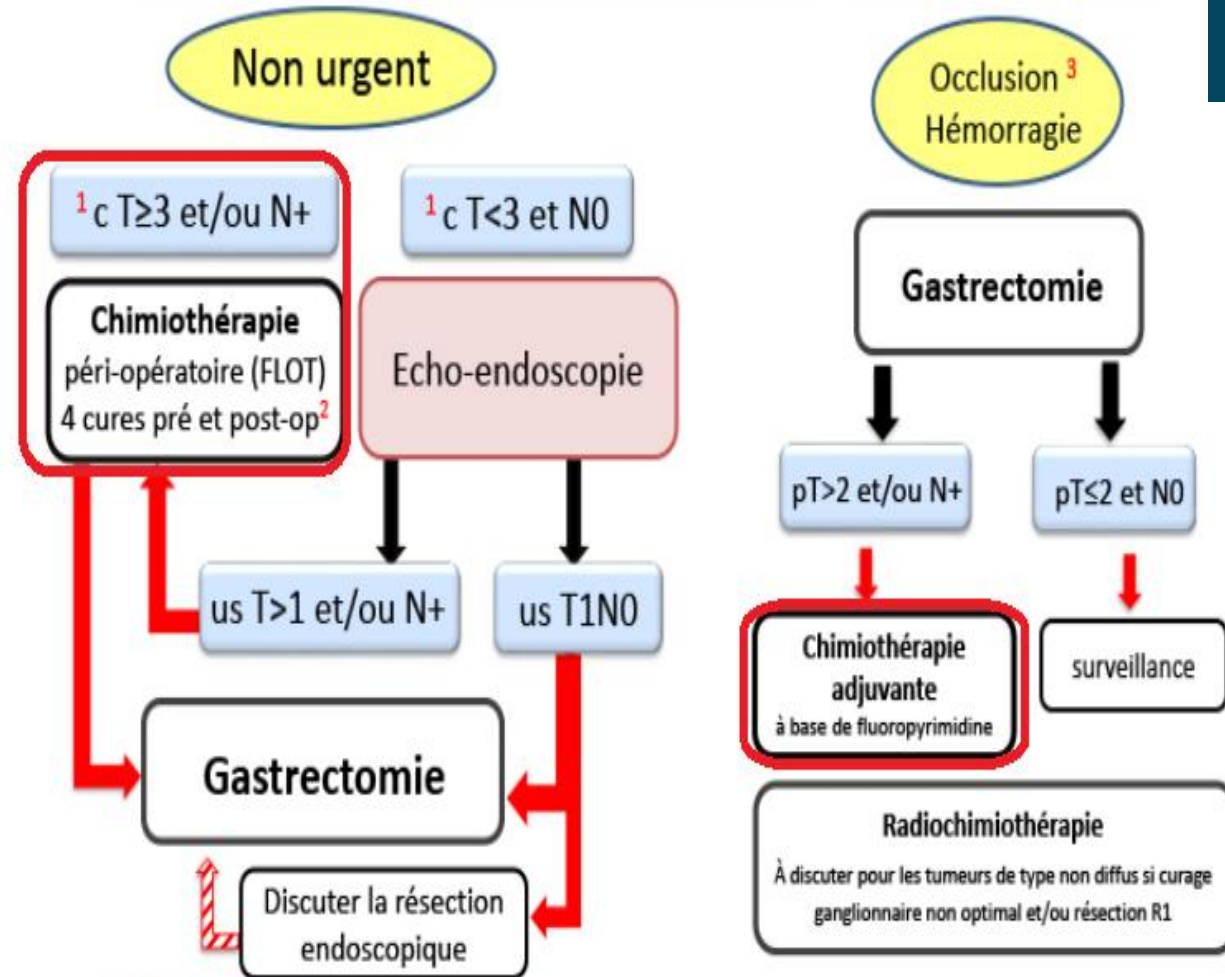 Non urgent
1 c T≥3 et/ou N+
1 c T<3 et N0
Chimiothérapie
péri-opératoire (FLOT)
4 cures pré et post-op2
Echo-endoscopie
us T>1 et/ou N+
us T1N0
Gastrectomie
Discuter la résection
endoscopique
Occlusion 3
Hémorragie
Gastrectomie
pT>2 et/ou N+
pT≤2 et N0
Chimiothérapie
adjuvante
à base de fluoropyrimidine
surveillance
Radiochimiothérapie
À discuter pour les tumeurs de type non diffus si curage
ganglionnaire non optimal et/ou résection R1